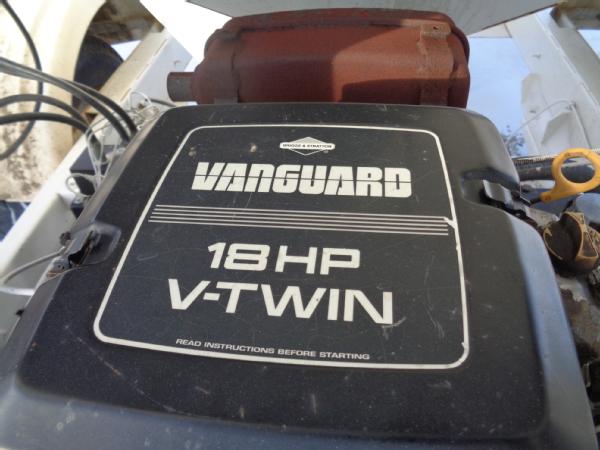 BRIGGS & STRATTON
VANGUARD
18 HP
V-TWIN
READ INSTRUCTIONS BEFORE STARTING